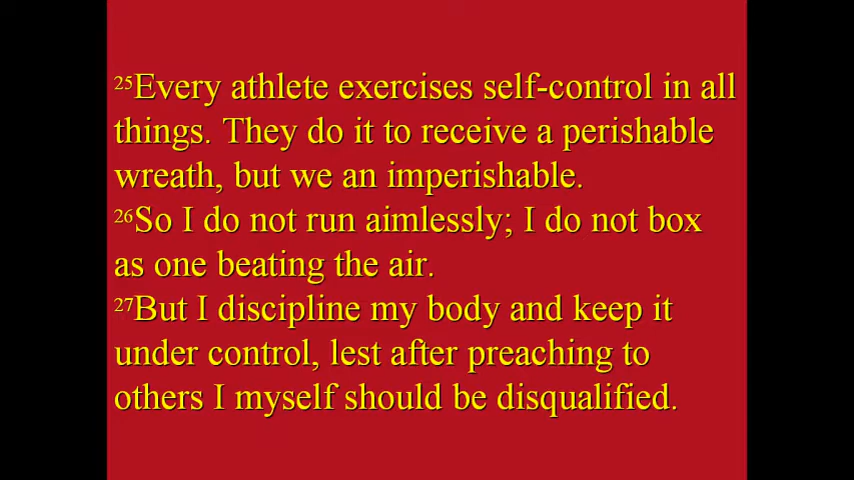 25Every athlete exercises self-control in all
things. They do it to receive a perishable
wreath, but we an imperishable.
26So I do not run aimlessly; I do not box
as one beating the air.
27But I discipline my body and keep it
under control, lest after preaching to
others I myself should be disqualified.